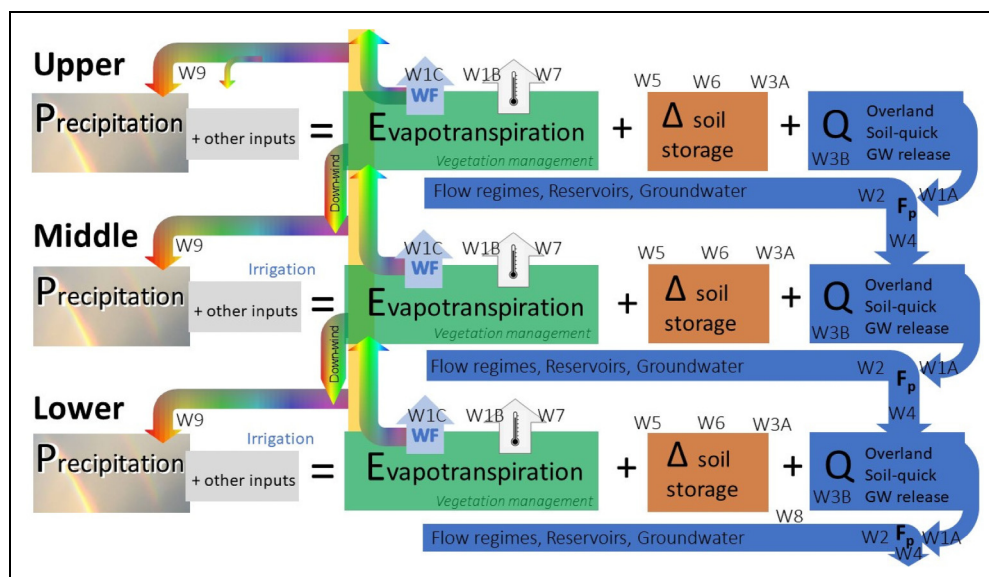 Upper
W9
Precipitation
+ other inputs
=
W1C
WF
W1B
W7
Evapotranspiration
Vegetation management
+
W5
W6
W3A
Δ soil
storage
+
Q
Overland
Soil-quick
GW release
W3B
Down-wind
Flow regimes, Reservoirs, Groundwater
W2
Fp
W1A
W4
Middle
W9
Irrigation
Precipitation
+ other inputs
=
W1C
WF
W1B
W7
Evapotranspiration
Vegetation management
+
W5
W6
W3A
Δ soil
storage
+
Q
Overland
Soil-quick
GW release
W3B
Down-wind
Flow regimes, Reservoirs, Groundwater
W2
Fp
W1A
W4
Lower
W9
Irrigation
Precipitation
+ other inputs
=
W1C
WF
W1B
W7
Evapotranspiration
Vegetation management
+
W5
W6
W3A
Δ soil
storage
+
Q
Overland
Soil-quick
GW release
W3B
W8
Flow regimes, Reservoirs, Groundwater
W2
Fp
W1A
W4